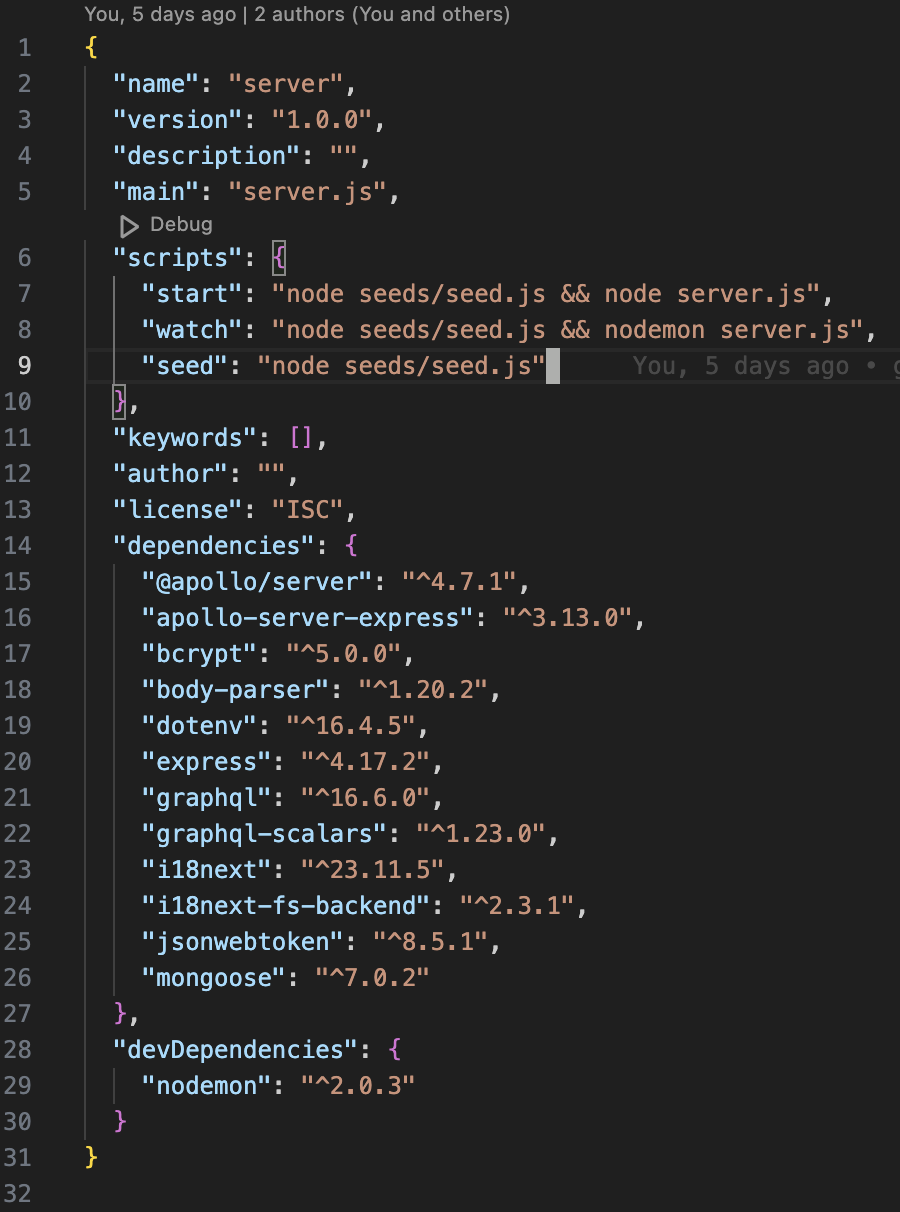 You, 5 days ago | 2 authors (You and others)
1 {
2 "name": "server",
3 "version": "1.0.0",
4 "description": "",
5 "main": "server.js",
Debug
6 "scripts": {
7 "start": "node seeds/seed.js && node server.js",
8 "watch": "node seeds/seed.js && nodemon server.js",
9 "seed": "node seeds/seed.js" You, 5 days ago •
10 },
11 "keywords": [],
12 "author": "",
13 "license": "ISC",
14 "dependencies": {
15 "@apollo/server": "^4.7.1",
16 "apollo-server-express": "^3.13.0",
17 "bcrypt": "^5.0.0",
18 "body-parser": "^1.20.2",
19 "dotenv": "^16.4.5",
20 "express": "^4.17.2",
21 "graphql": "^16.6.0",
22 "graphql-scalars": "^1.23.0",
23 "i18next": "^23.11.5",
24 "i18next-fs-backend": "^2.3.1",
25 "jsonwebtoken": "^8.5.1",
26 "mongoose": "^7.0.2"
27 },
28 "devDependencies": {
29 "nodemon": "^2.0.3"
30 }
31 }
32